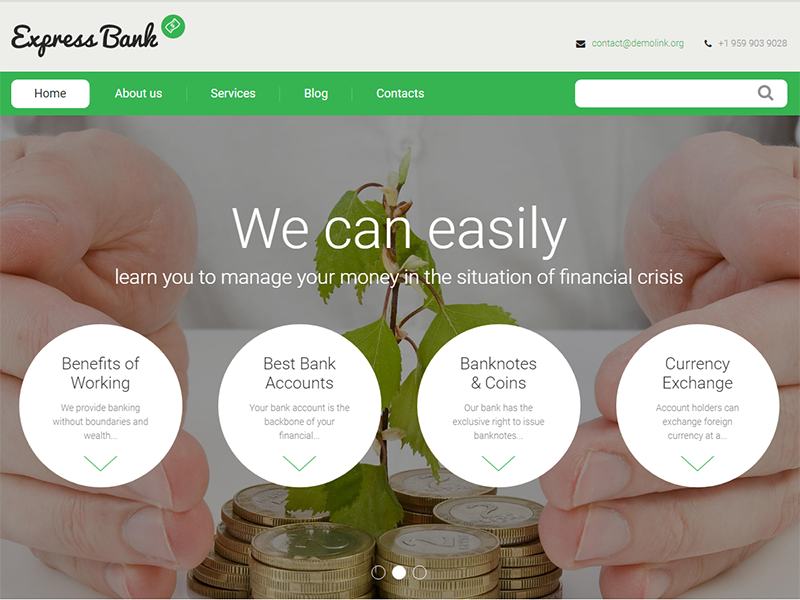 Express Bank
contact@demolink.org
+1 959 903 9028
Home
About us
Services
Blog
Contacts
We can easily
learn you to manage your money in the situation of financial crisis
Benefits of
Working
We provide banking
without boundaries and
wealth...
Best Bank
Accounts
Your bank account is the
backbone of your
financial...
Banknotes
& Coins
Our bank has the
exclusive right to issue
banknotes...
Currency
Exchange
Account holders can
exchange foreign
currency at a...